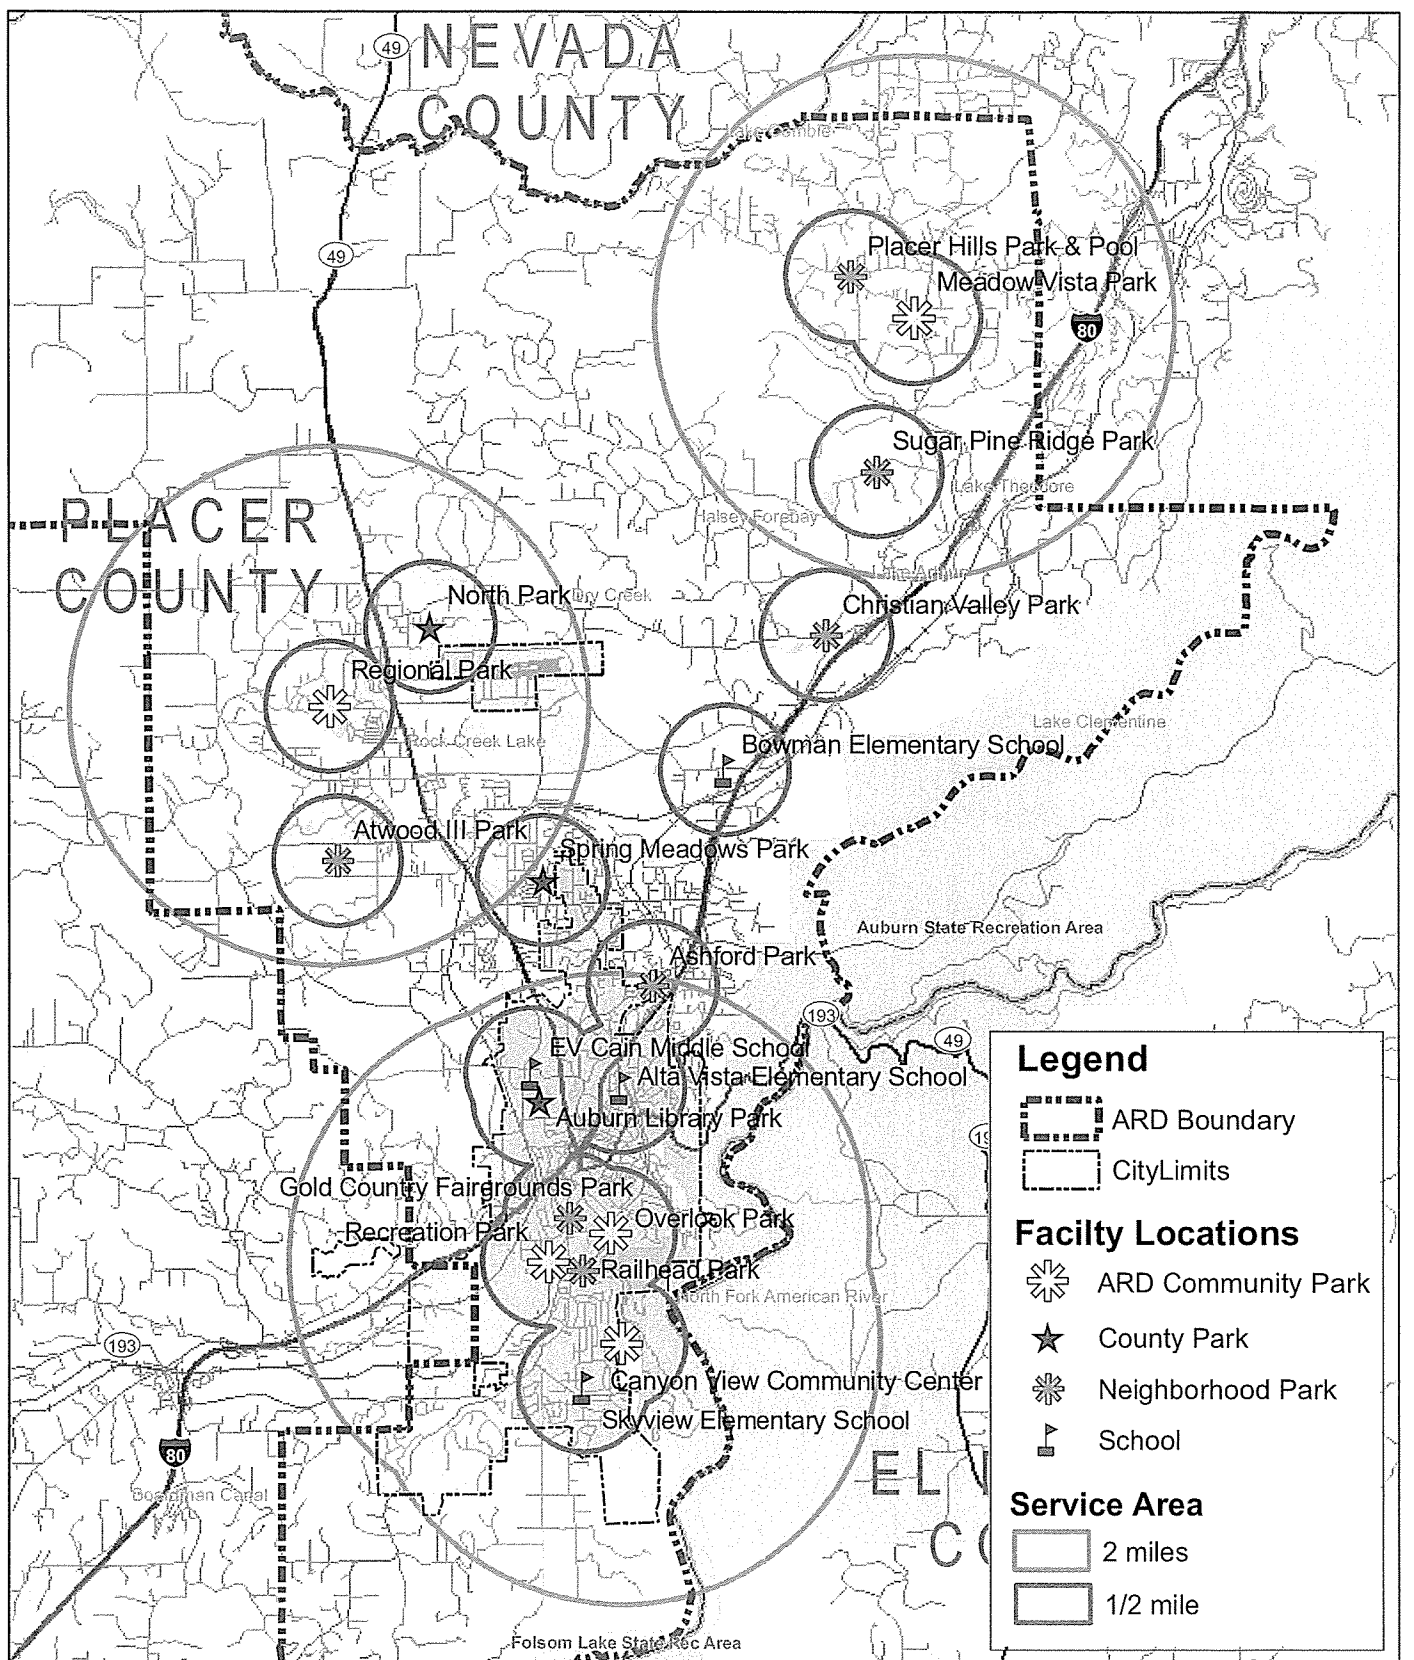 49
NEVADA
COUNTY
Lake Combie
49
Placer Hills Park & Pool
Meadow Vista Park
80
Sugar Pine Ridge Park
Lake Theodore
Halsey Forebay
PLACER
COUNTY
Lake Arthur
North Park
Dry Creek
Christian Valley Park
Regional Park
Rock Creek Lake
Lake Clementine
Bowman Elementary School
Atwood III Park
Spring Meadows Park
Auburn State Recreation Area
Ashford Park
193
49
EV Cain Middle School
Alta Vista Elementary School
Auburn Library Park
Gold Country Fairgrounds Park
Recreation Park
Overlook Park
Railhead Park
North Fork American River
193
Canyon View Community Center
Skyview Elementary School
80
Boardman Canal
EL
Folsom Lake State Rec Area
Legend
ARD Boundary
CityLimits
Facilty Locations
ARD Community Park
County Park
Neighborhood Park
School
Service Area
2 miles
1/2 mile